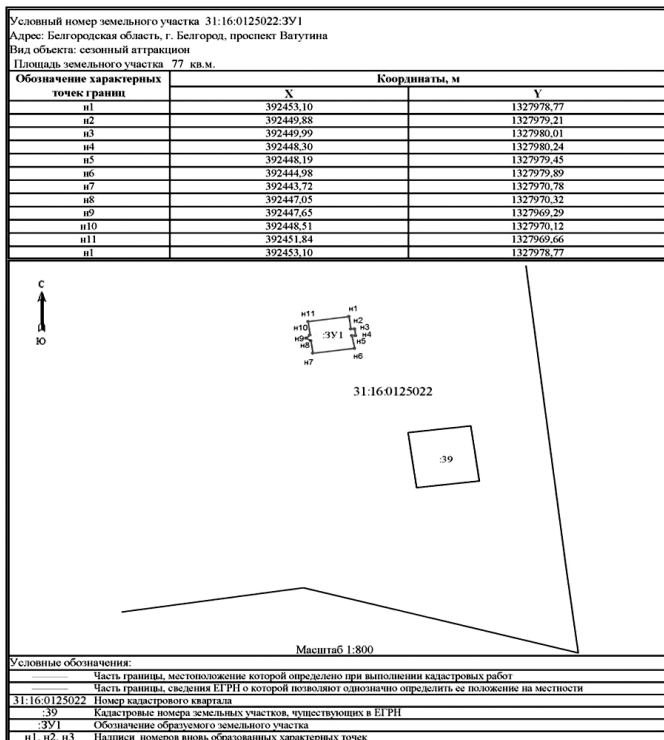 Условный номер земельного участка 31:16:0125022:ЗУ1
Адрес: Белгородская область, г. Белгород, проспект Ватутина
Вид объекта: сезонный аттракцион
Площадь земельного участка 77 кв.м.
Обозначение характерных точек границ Координаты, м
X Y
н1 392453,10 1327978,77
н2 392449,88 1327979,21
н3 392449,99 1327980,01
н4 392448,30 1327980,24
н5 392448,19 1327979,45
н6 392444,98 1327979,89
н7 392443,72 1327970,78
н8 392447,05 1327970,32
н9 392447,65 1327969,29
н10 392448,51 1327970,12
н11 392451,84 1327969,66
н1 392453,10 1327978,77
С
Ю
н11 н1
н2
н10 н3
:ЗУ1 н4
н9 н5
н8
н7 н6
31:16:0125022
:39
Масштаб 1:800
Условные обозначения:
Часть границы, местоположение которой определено при выполнении кадастровых работ
Часть границы, сведения ЕГРН о которой позволяют однозначно определить ее положение на местности
31:16:0125022 Номер кадастрового квартала
:39 Кадастровые номера земельных участков, чуществующих в ЕГРН
:ЗУ1 Обозначение образуемого земельного участка
н1, н2, н3 Надписи номеров вновь образованных характерных точек